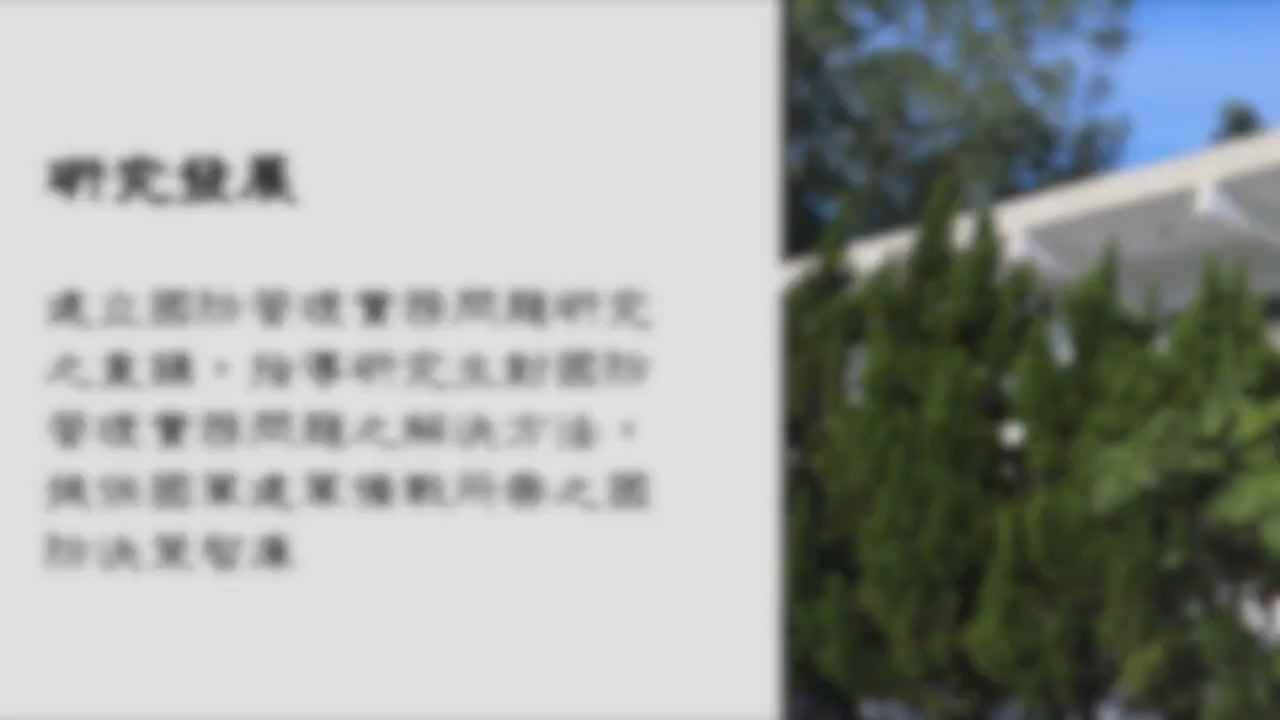 研究發展
建立國防管理實務問題研究
之重鎮，指導研究生對國防
管理實務問題之解決方法，
提供國軍建軍備戰所需之國
防決策智庫